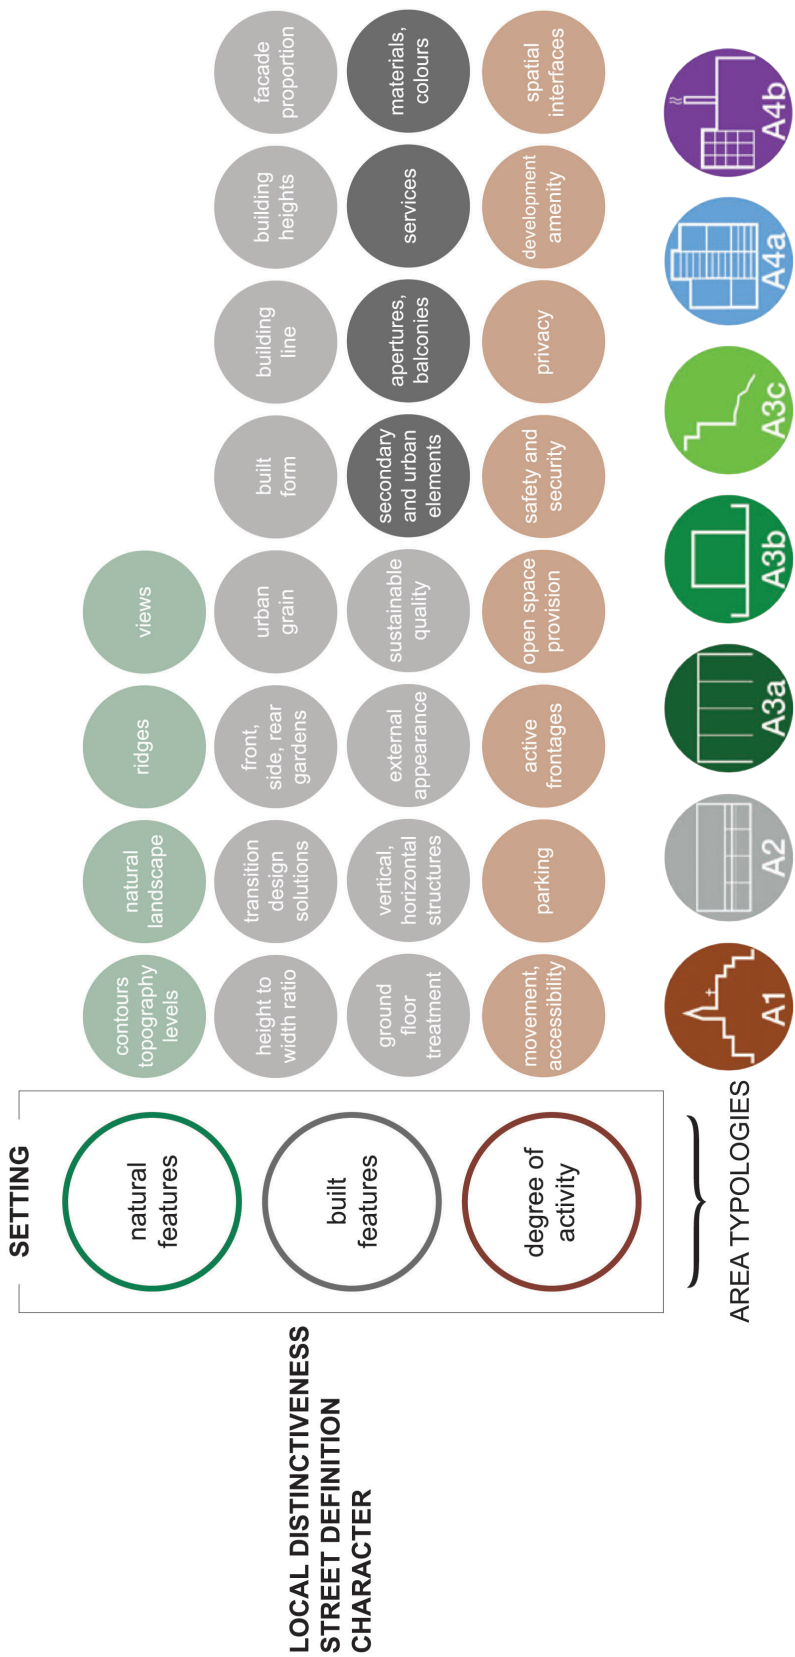 SETTING
LOCAL DISTINCTIVENESS
STREET DEFINITION
CHARACTER
natural
features
contours
topography
levels
natural
landscape
ridges
views
built
features
height to
width ratio
transition
design
solutions
front,
side, rear
gardens
urban
grain
built
form
building
line
building
heights
facade
proportion
ground
floor
treatment
vertical,
horizontal
structures
external
appearance
sustainable
quality
secondary
and urban
elements
apertures,
balconies
services
materials,
colours
degree of
activity
movement,
accessibility
parking
active
frontages
open space
provision
safety and
security
privacy
development
amenity
spatial
interfaces
AREA TYPOLOGIES
A1
A2
A3a
A3b
A3c
A4a
A4b